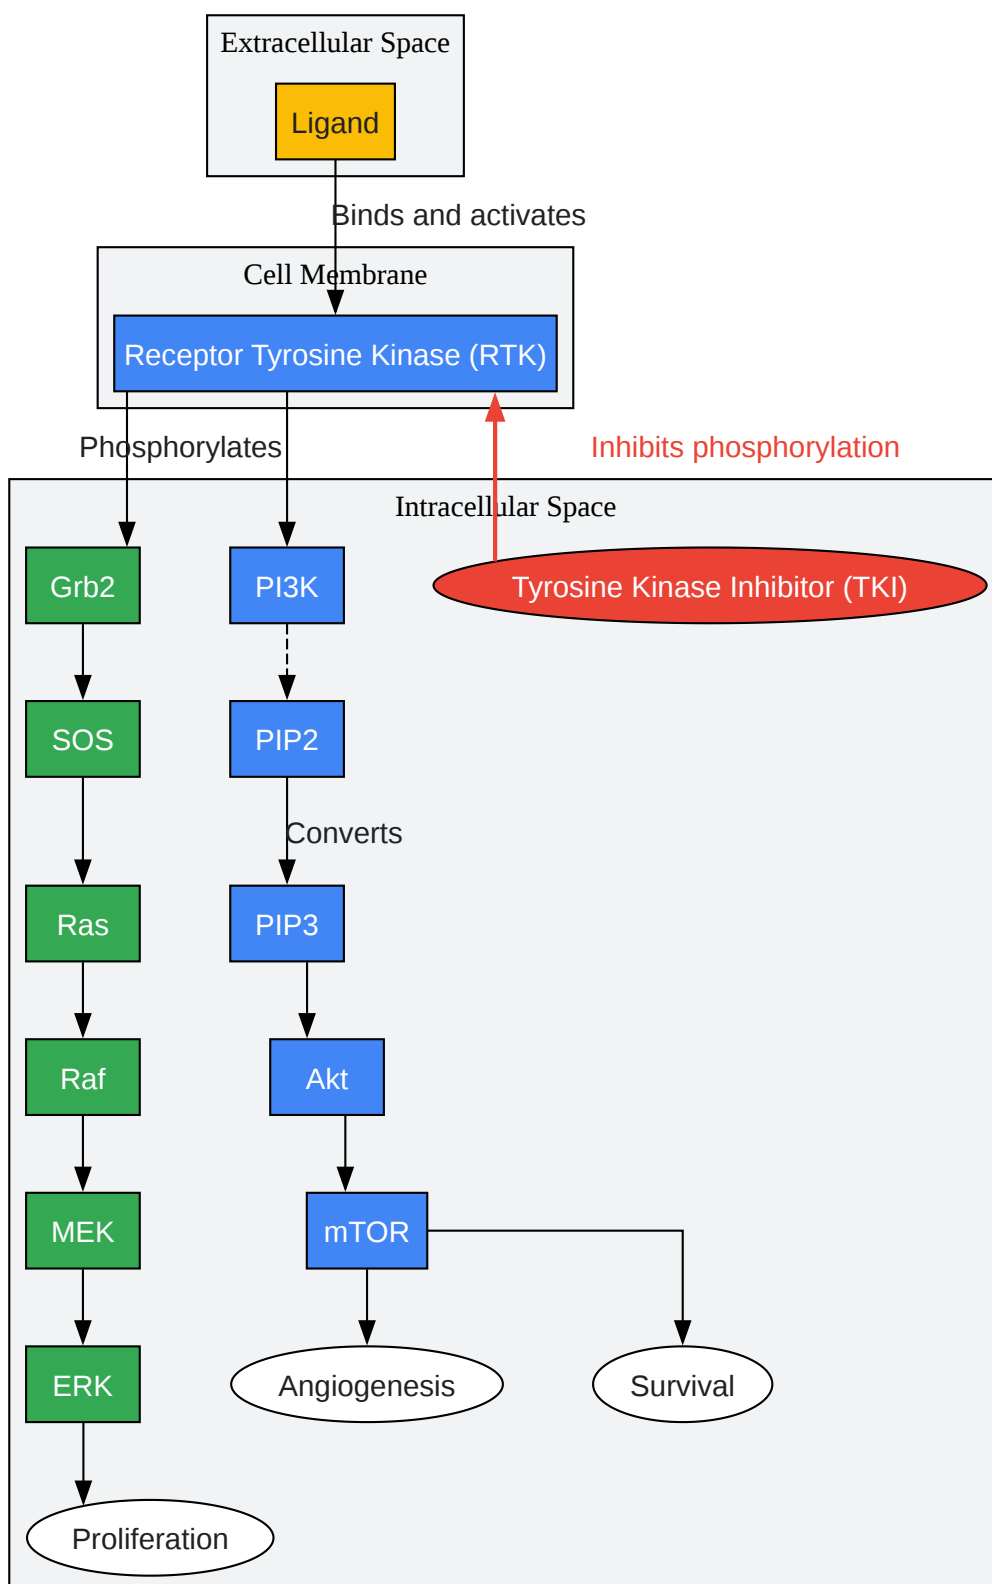 Extracellular Space
Ligand
Binds and activates
Cell Membrane
Receptor Tyrosine Kinase (RTK)
Phosphorylates
Inhibits phosphorylation
Intracellular Space
Grb2
PI3K
Tyrosine Kinase Inhibitor (TKI)
SOS
PIP2
Converts
Ras
PIP3
Raf
Akt
MEK
mTOR
ERK
Angiogenesis
Survival
Proliferation